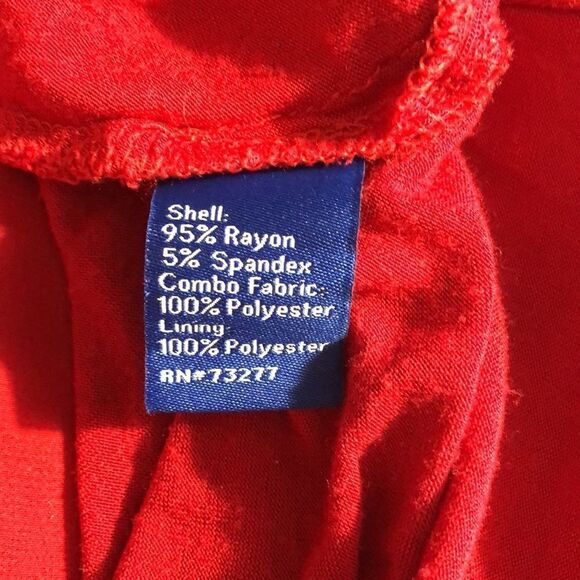 Shell:
95% Rayon
5% Spandex
Combo Fabric:
100% Polyester
Lining:
100% Polyester
RN#73277